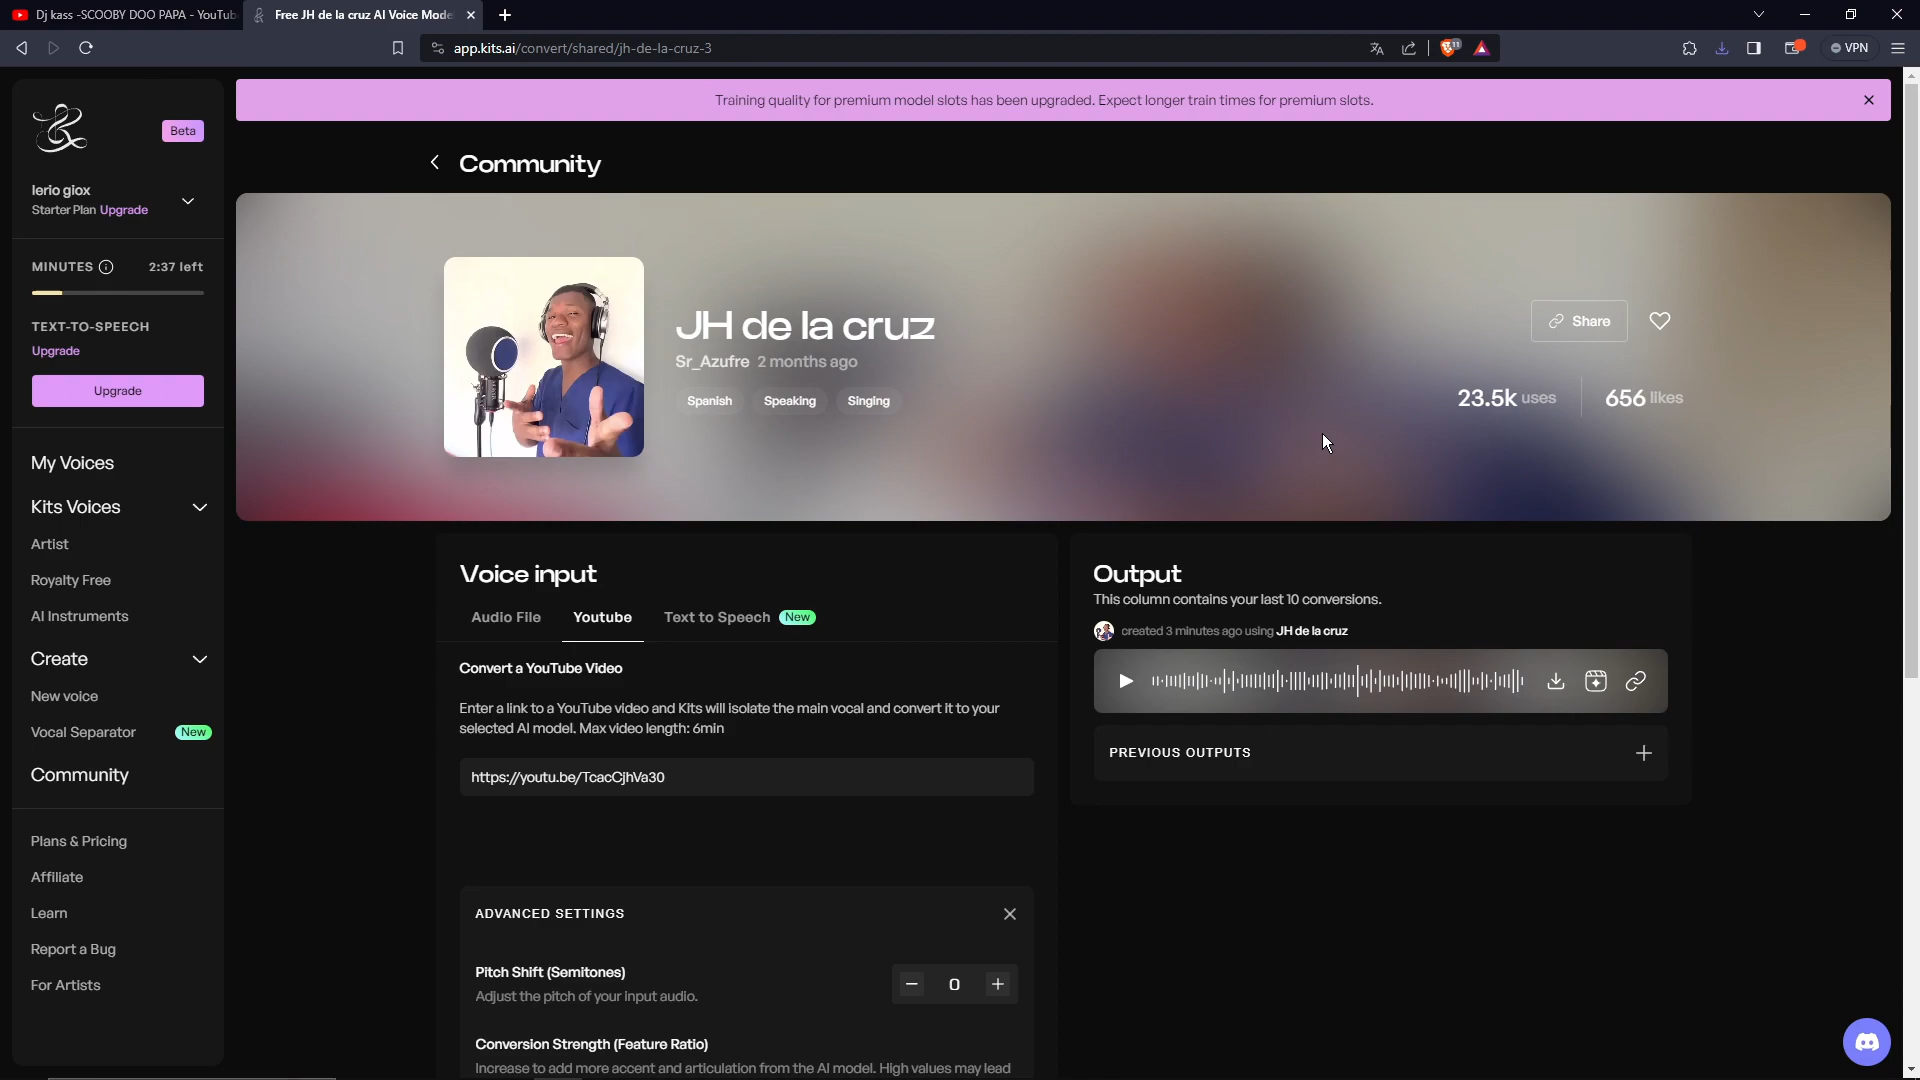 Dj kass -SCOOBY DOO PAPA - YouTub
Free JH de la cruz AI Voice Mode
app.kits.ai/convert/shared/jh-de-la-cruz-3
11
VPN
Training quality for premium model slots has been upgraded. Expect longer train times for premium slots.
Beta
Community
lerio giox
Starter Plan Upgrade
MINUTES
2:37 left
TEXT-TO-SPEECH
Upgrade
Upgrade
JH de la cruz
Sr_Azufre 2 months ago
Spanish
Speaking
Singing
Share
23.5k uses
656 likes
My Voices
Kits Voices
Artist
Royalty Free
AI Instruments
Create
New voice
Vocal Separator
New
Community
Plans & Pricing
Affiliate
Learn
Report a Bug
For Artists
Voice input
Audio File
Youtube
Text to Speech
New
Convert a YouTube Video
Enter a link to a YouTube video and Kits will isolate the main vocal and convert it to your
selected AI model. Max video length: 6min
https://youtu.be/TcacCjhVa30
ADVANCED SETTINGS
Pitch Shift (Semitones)
0
Adjust the pitch of your input audio.
Conversion Strength (Feature Ratio)
Increase to add more accent and articulation from the AI model. High values may lead
Output
This column contains your last 10 conversions.
created 3 minutes ago using JH de la cruz
PREVIOUS OUTPUTS